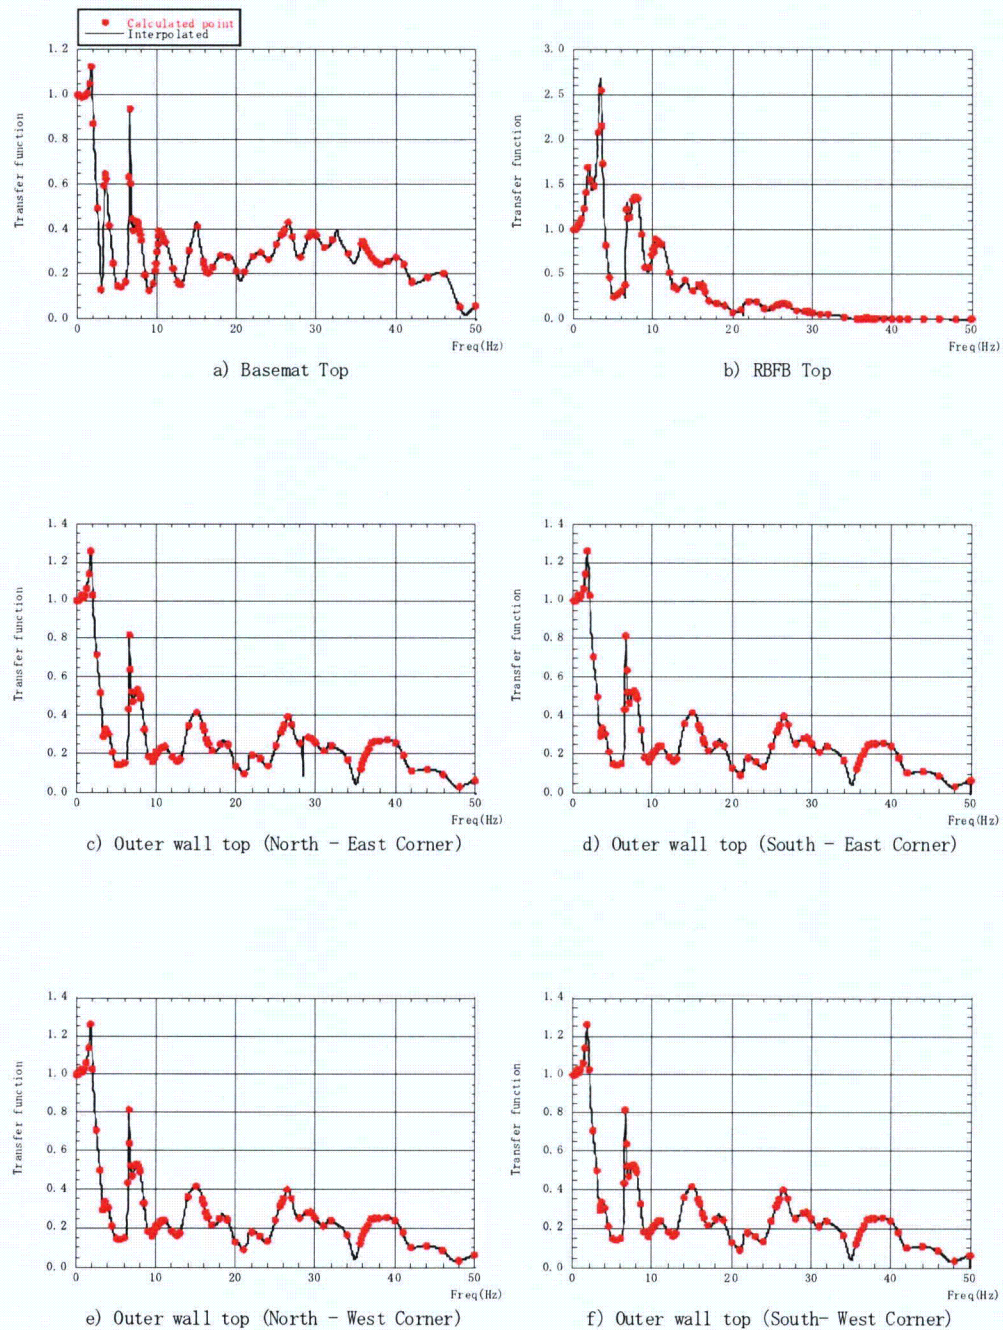 Calculated point
Interpolated
Transfer function
1.2
1.0
0.8
0.6
0.4
0.2
0.0
0 10 20 30 40 50
Freq(Hz)
a) Basemat Top
Transfer function
3.0
2.5
2.0
1.5
1.0
0.5
0.0
0 10 20 30 40 50
Freq(Hz)
b) RBFB Top
Transfer function
1.4
1.2
1.0
0.8
0.6
0.4
0.2
0.0
0 10 20 30 40 50
Freq(Hz)
c) Outer wall top (North - East Corner)
Transfer function
1.4
1.2
1.0
0.8
0.6
0.4
0.2
0.0
0 10 20 30 40 50
Freq(Hz)
d) Outer wall top (South - East Corner)
Transfer function
1.4
1.2
1.0
0.8
0.6
0.4
0.2
0.0
0 10 20 30 40 50
Freq(Hz)
e) Outer wall top (North - West Corner)
Transfer function
1.4
1.2
1.0
0.8
0.6
0.4
0.2
0.0
0 10 20 30 40 50
Freq(Hz)
f) Outer wall top (South- West Corner)